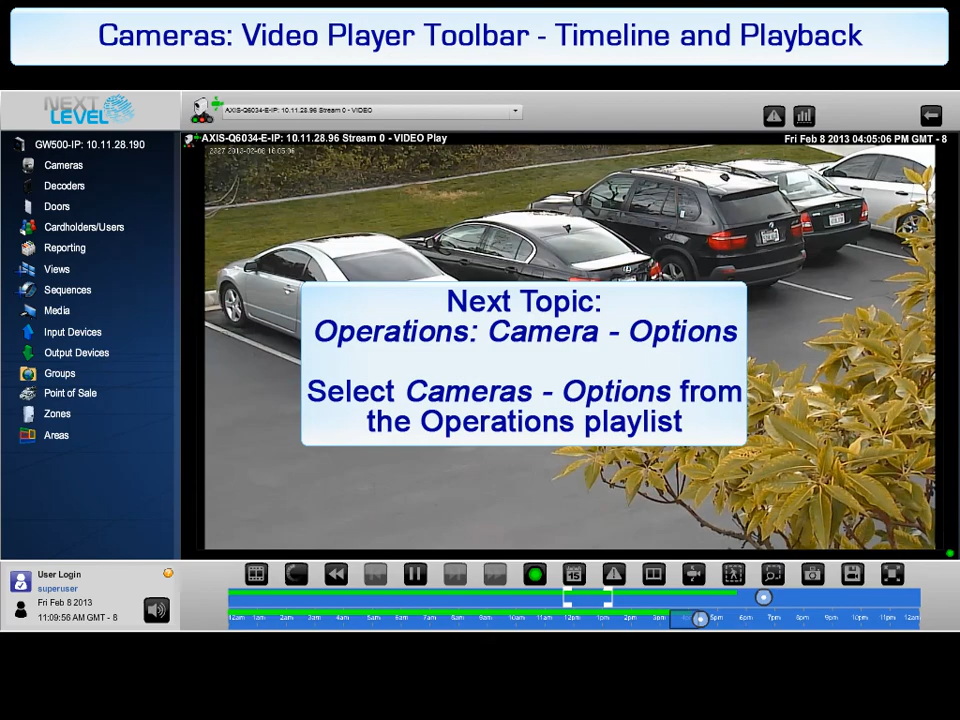 Cameras: Video Player Toolbar - Timeline and Playback
NEXT
LEVEL
AXIS-Q6034-E-IP: 10.11.28.96 Stream 0 - VIDEO
AXIS-Q6034-E-IP: 10.11.28.96 Stream 0 - VIDEO Play
Fri Feb 8 2013 04:05:06 PM GMT - 8
GW500-IP: 10.11.28.190
Cameras
Decoders
Doors
Cardholders/Users
Reporting
Views
Sequences
Media
Input Devices
Output Devices
Groups
Point of Sale
Zones
Areas
Next Topic:
Operations: Camera - Options
Select Cameras - Options from
the Operations playlist
User Login
superuser
Fri Feb 8 2013
11:09:56 AM GMT - 8
15
12am 1am 2am 3am 4am 5am 6am 7am 8am 9am 10am 11am 12pm 1pm 2pm 3pm 5pm 6pm 7pm 8pm 9pm 10pm 11pm 12am